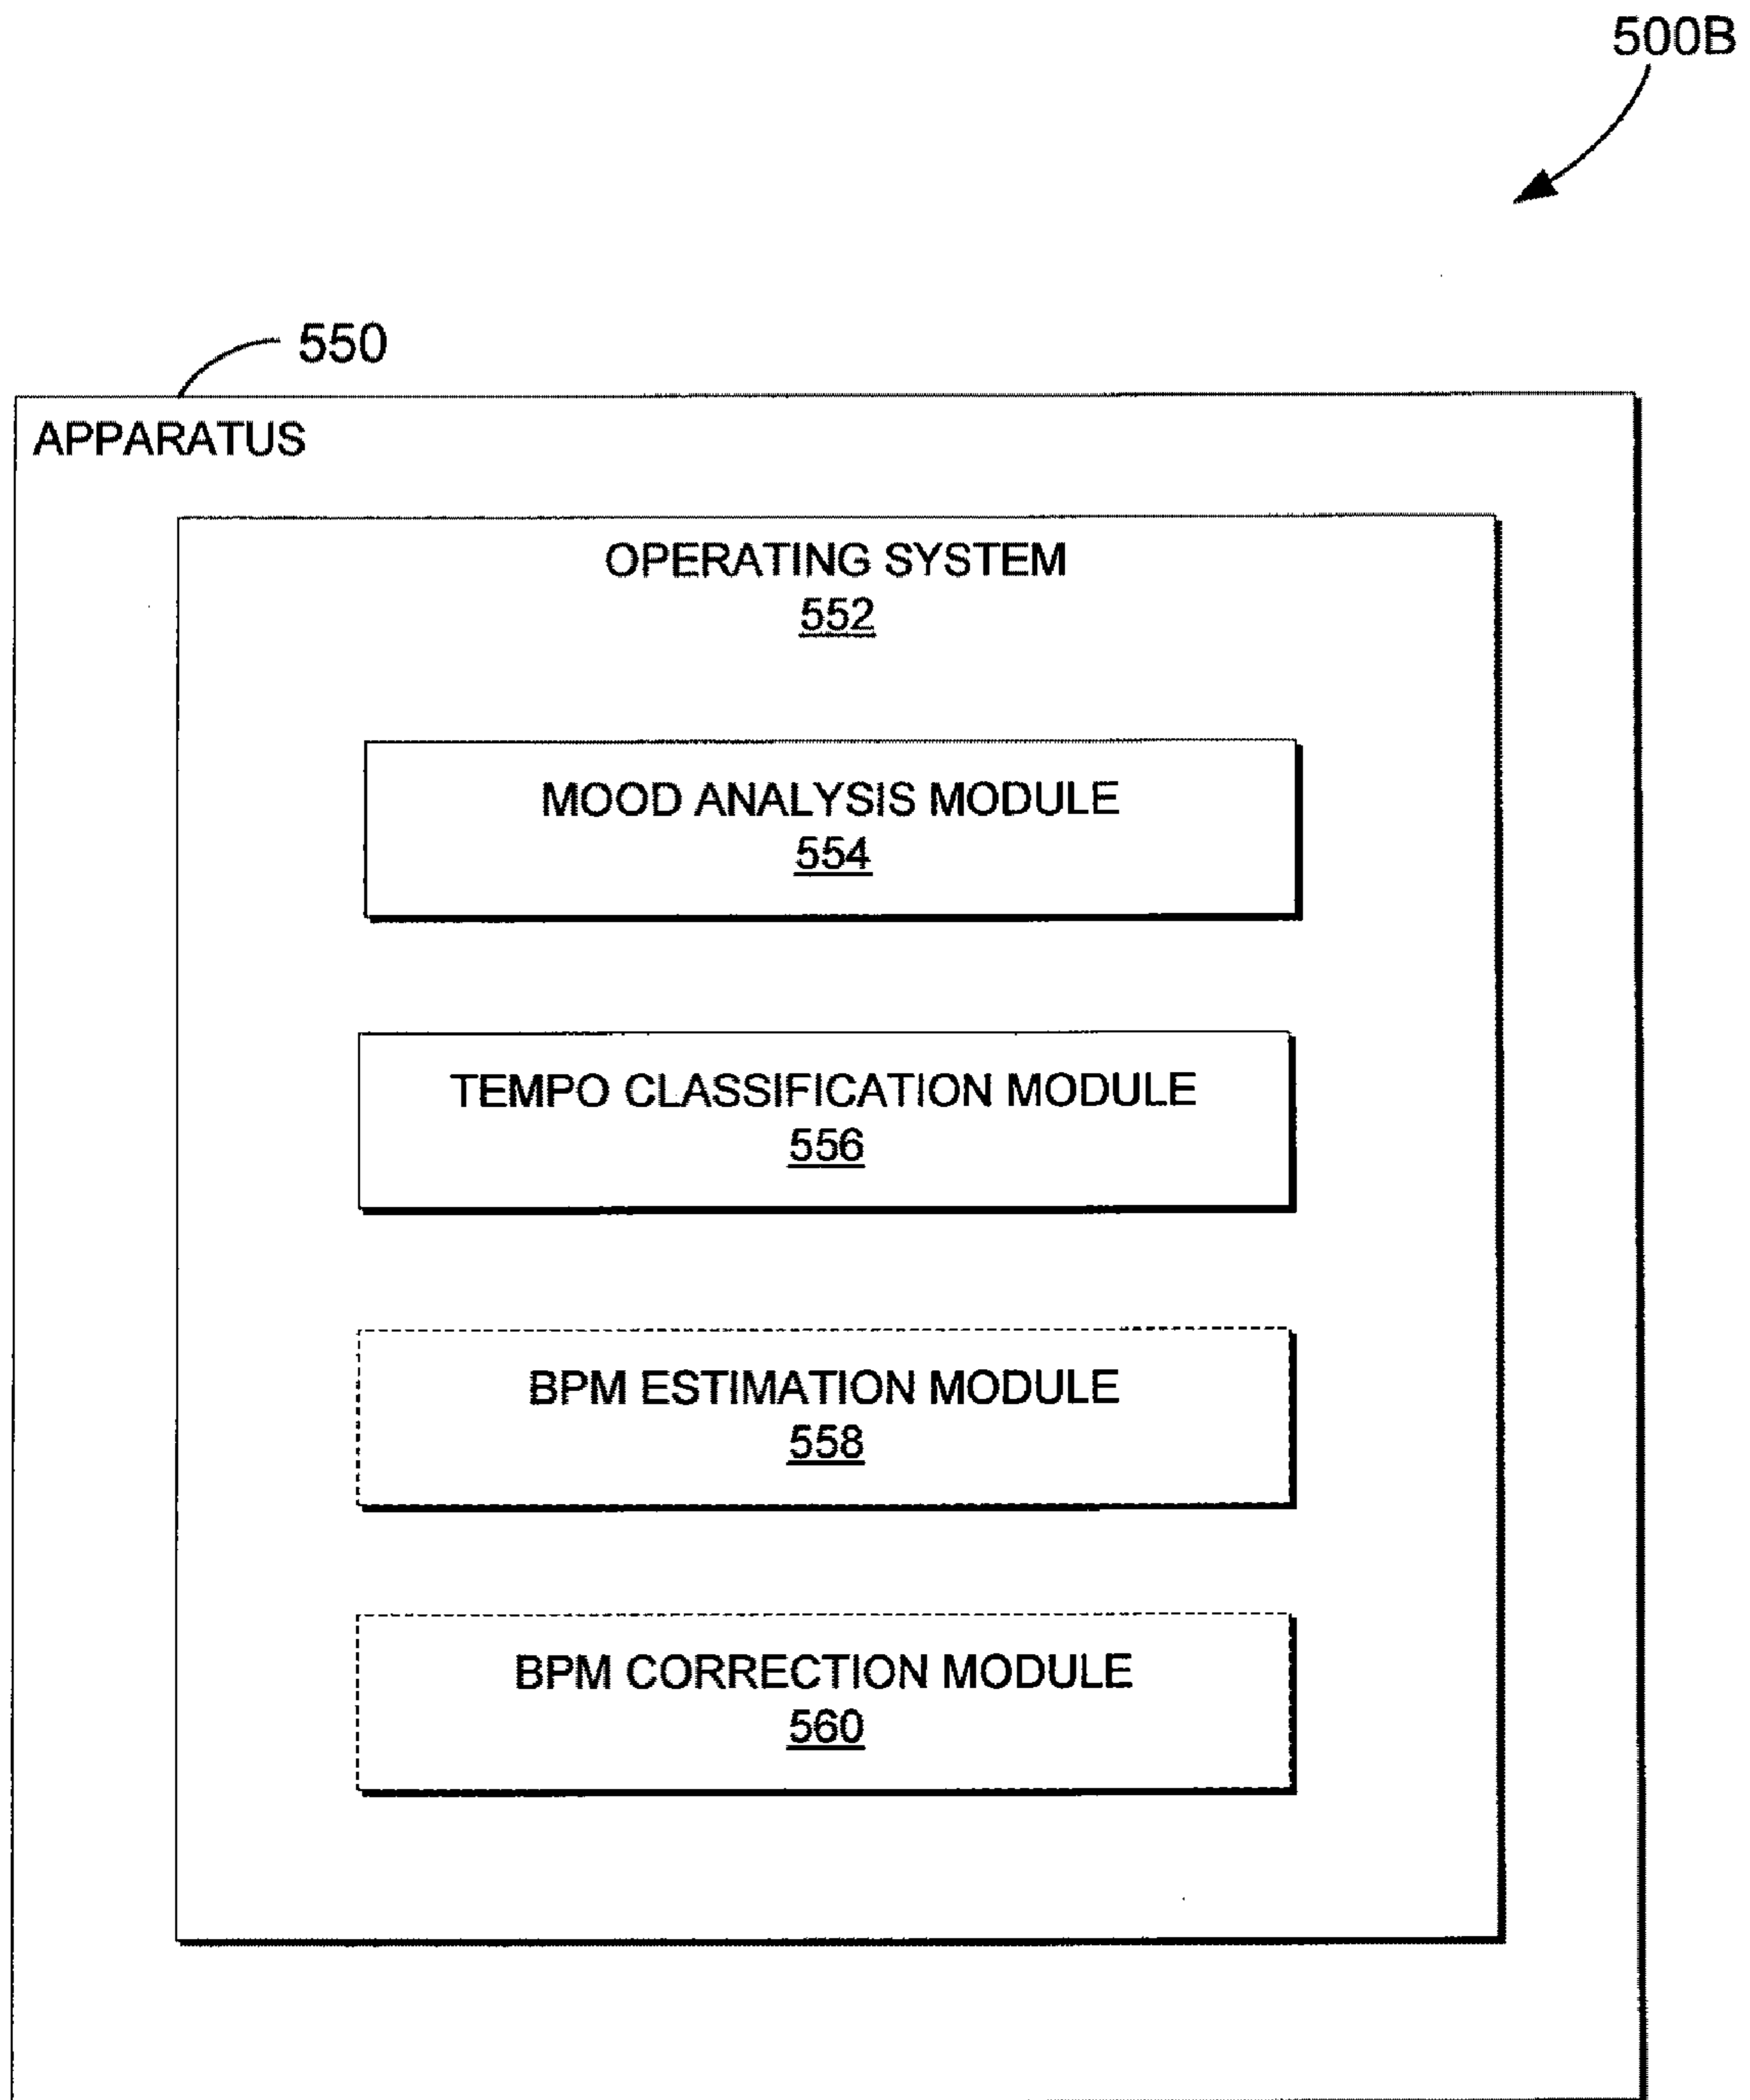 500B
550
APPARATUS
OPERATING SYSTEM
552
MOOD ANALYSIS MODULE
554
TEMPO CLASSIFICATION MODULE
556
BPM ESTIMATION MODULE
558
BPM CORRECTION MODULE
560